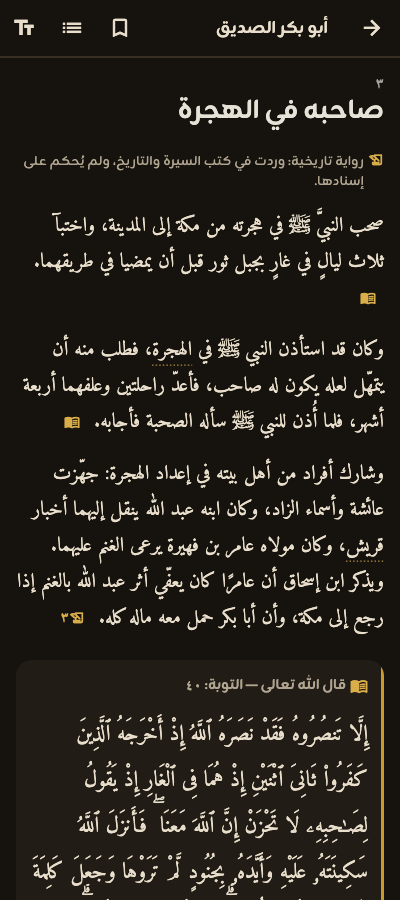 أبو بكر الصديق
٣
صاحبه في الهجرة
رواية تاريخية: وردت في كتب السيرة والتاريخ، ولم يُحكم على
إسنادها.
صحب النبيَّ ﷺ في هجرته من مكة إلى المدينة، واختبآ
ثلاث ليالٍ في غارٍ بجبل ثور قبل أن يمضيا في طريقهما.
وكان قد استأذن النبي ﷺ في الهجرة، فطلب منه أن
يتمهّل لعله يكون له صاحب، فأعدّ راحلتين وعلفهما أربعة
أشهر، فلما أُذن للنبي ﷺ سأله الصحبة فأجابه.
وشارك أفراد من أهل بيته في إعداد الهجرة: جهّزت
عائشة وأسماء الزاد، وكان ابنه عبد الله ينقل إليهما أخبار
قريش، وكان مولاه عامر بن فهيرة يرعى الغنم عليهما.
ويذكر ابن إسحاق أن عامرًا كان يعفّي أثر عبد الله بالغنم إذا
رجع إلى مكة، وأن أبا بكر حمل معه ماله كله. ٣
قال الله تعالى — التوبة: ٤٠
إِلَّا تَنصُرُوهُ فَقَدْ نَصَرَهُ ٱللَّهُ إِذْ أَخْرَجَهُ ٱلَّذِينَ
كَفَرُوا۟ ثَانِىَ ٱثْنَيْنِ إِذْ هُمَا فِى ٱلْغَارِ إِذْ يَقُولُ
لِصَـٰحِبِهِۦ لَا تَحْزَنْ إِنَّ ٱللَّهَ مَعَنَا ۖ فَأَنزَلَ ٱللَّهُ
سَكِينَتَهُۥ عَلَيْهِ وَأَيَّدَهُۥ بِجُنُودٍ لَّمْ تَرَوْهَا وَجَعَلَ كَلِمَةَ